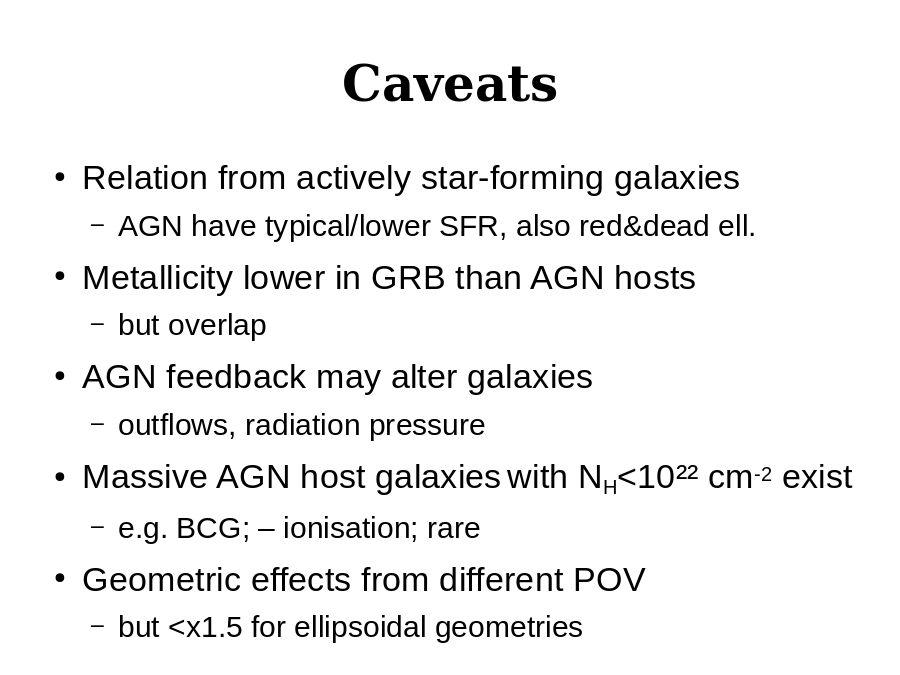 Caveats
• Relation from actively star-forming galaxies
– AGN have typical/lower SFR, also red&dead ell.
• Metallicity lower in GRB than AGN hosts
– but overlap
• AGN feedback may alter galaxies
– outflows, radiation pressure
• Massive AGN host galaxies with N_H<10²² cm⁻² exist
– e.g. BCG; – ionisation; rare
• Geometric effects from different POV
– but <x1.5 for ellipsoidal geometries